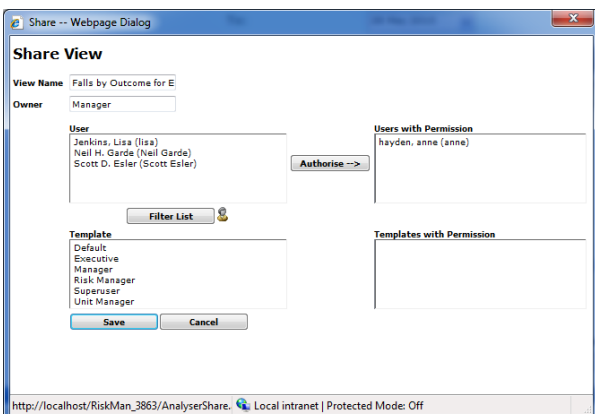 Share -- Webpage Dialog
x
Share View
View Name Falls by Outcome for E
Owner Manager
User
Jenkins, Lisa (lisa)
Neil H. Garde (Neil Garde)
Scott D. Esler (Scott Esler)
Authorise -->
Users with Permission
hayden, anne (anne)
Filter List
Template
Default
Executive
Manager
Risk Manager
Superuser
Unit Manager
Templates with Permission
Save Cancel
http://localhost/RiskMan_3863/AnalyserShare. Local intranet | Protected Mode: Off